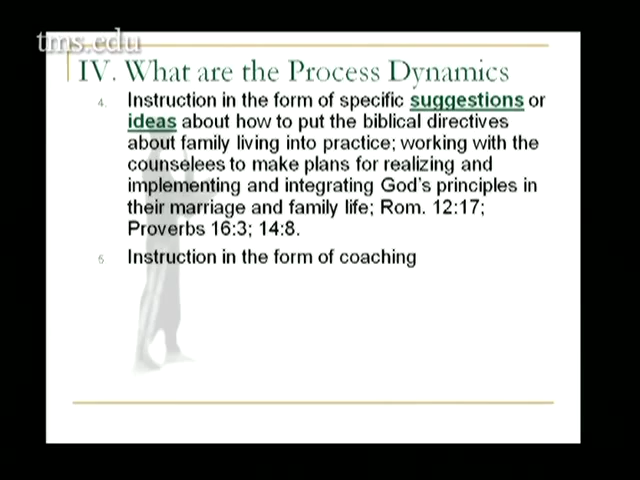 tms.edu
IV. What are the Process Dynamics
4. Instruction in the form of specific suggestions or
ideas about how to put the biblical directives
about family living into practice; working with the
counselees to make plans for realizing and
implementing and integrating God's principles in
their marriage and family life; Rom. 12:17;
Proverbs 16:3; 14:8.
5 Instruction in the form of coaching